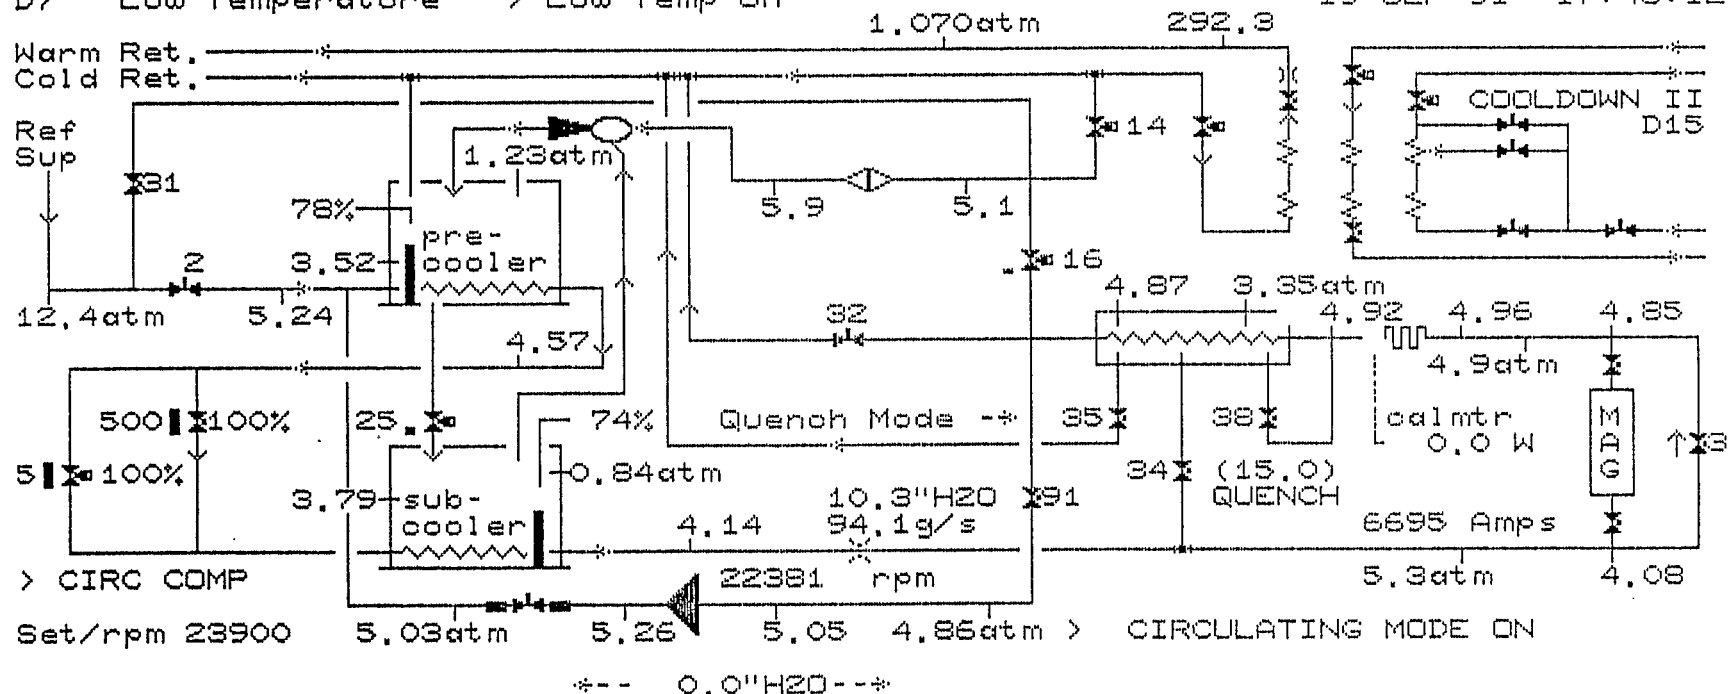 Low Temperature > Low Temp On
1.070atm 292.3
Warm Ret.
Cold Ret.
COOLDOWN II
D15
Ref
Sup
14
1.23atm
31
78%
5.9 5.1
pre-
cooler
2
3.52
16
4.87 3.35atm
12.4atm 5.24
32
4.92 4.96 4.85
4.57
4.9atm
500 100%
25
74%
Quench Mode ->
35 38
calmtr
0.0 W
MAG
3
5 100%
0.84atm
34 (15.0)
QUENCH
3.79
sub-
cooler
10.3"H2O
94.1g/s
91
4.14
6695 Amps
> CIRC COMP
22381 rpm
5.3atm 4.08
Set/rpm 23900
5.03atm 5.26 5.05 4.86atm > CIRCULATING MODE ON
<-- 0.0"H2O-->